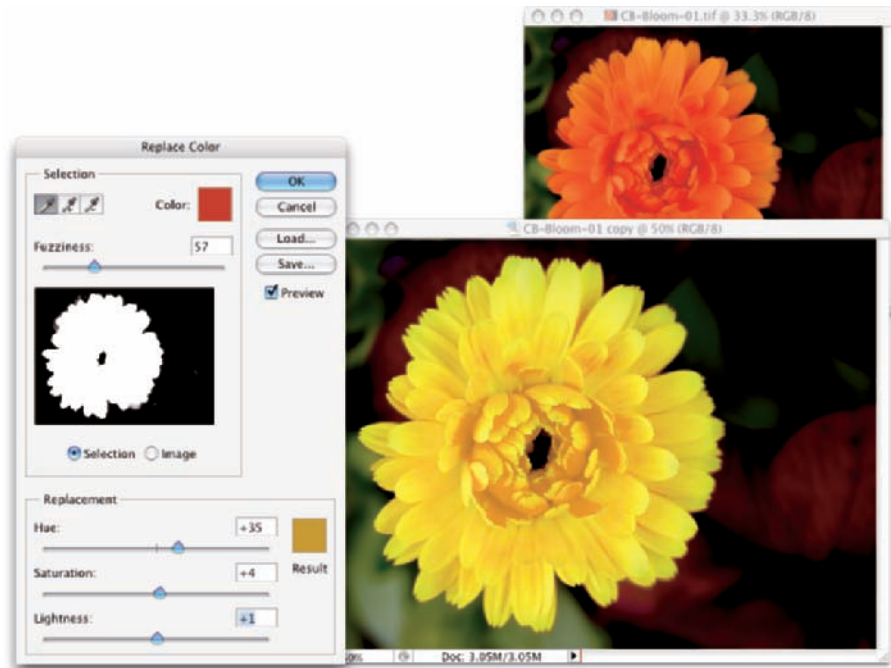 CB-Bloom-01.tif @ 33.3% (RGB/8)
Replace Color
Selection
Color:
Fuzziness:
57
Selection
Image
OK
Cancel
Load...
Save...
Preview
Replacement
Hue:
+35
Saturation:
+4
Lightness:
+1
Result
CB-Bloom-01 copy @ 50% (RGB/8)
Doc: 3.05M/3.05M